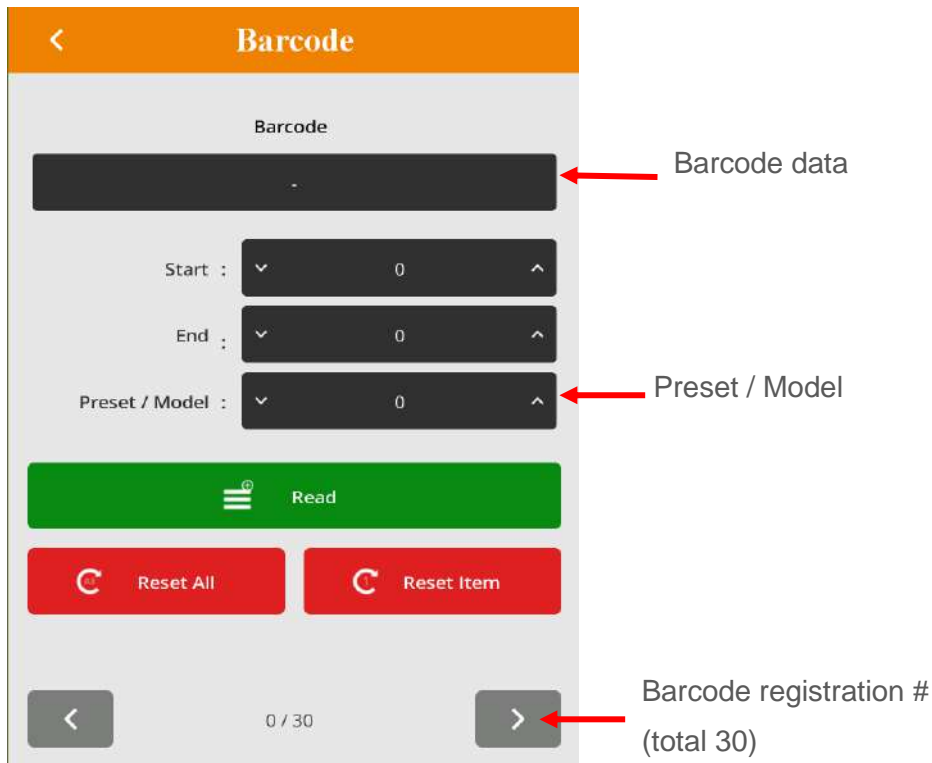 Barcode
Barcode
-
Barcode data
Start : 0
End : 0
Preset / Model : 0
Preset / Model
Read
Reset All
Reset Item
0 / 30
Barcode registration #
(total 30)